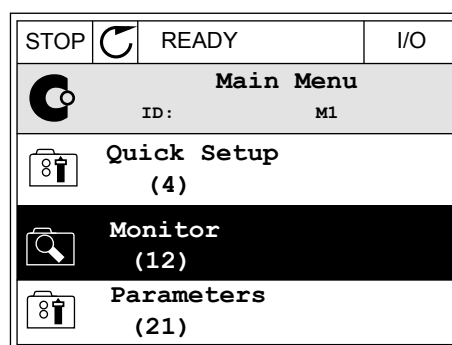 STOP READY I/O
Main Menu
ID: M1
Quick Setup
(4)
Monitor
(12)
Parameters
(21)